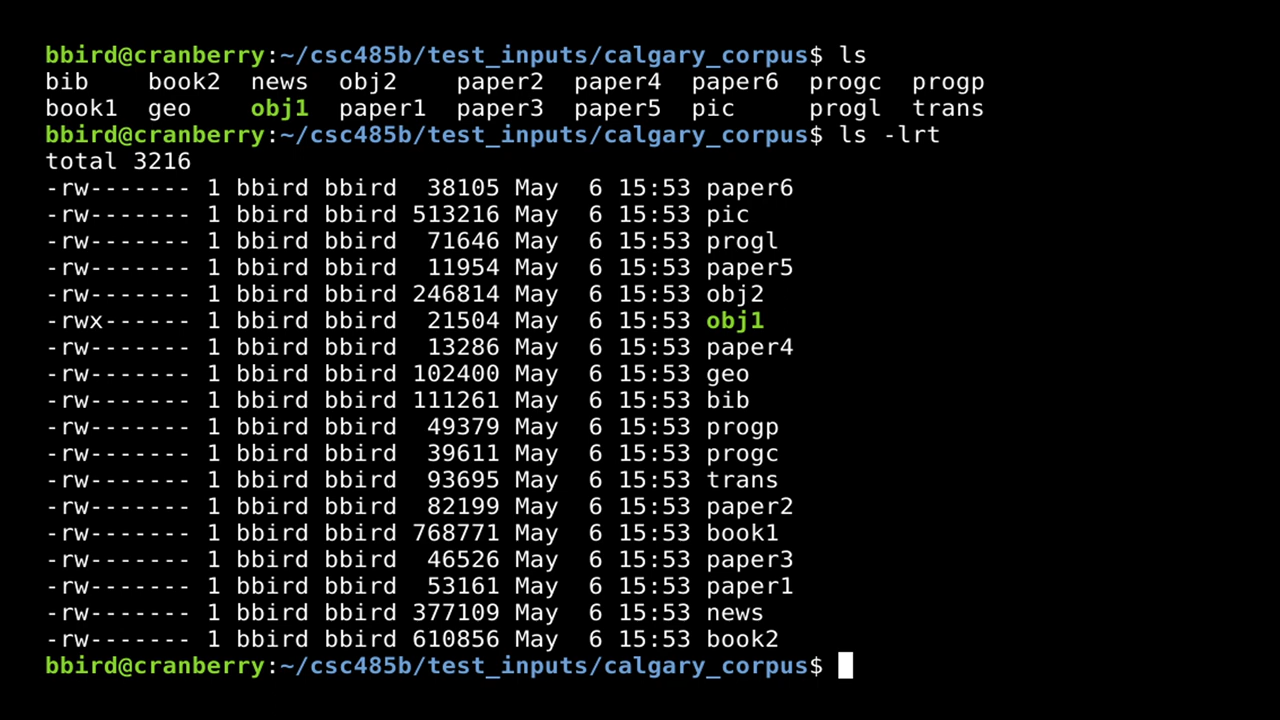 bbird@cranberry:~/csc485b/test_inputs/calgary_corpus$ ls
bib    book2  news  obj2    paper2  paper4  paper6  progc  progp
book1  geo    obj1  paper1  paper3  paper5  pic     progl  trans
bbird@cranberry:~/csc485b/test_inputs/calgary_corpus$ ls -lrt
total 3216
-rw------- 1 bbird bbird  38105 May  6 15:53 paper6
-rw------- 1 bbird bbird 513216 May  6 15:53 pic
-rw------- 1 bbird bbird  71646 May  6 15:53 progl
-rw------- 1 bbird bbird  11954 May  6 15:53 paper5
-rw------- 1 bbird bbird 246814 May  6 15:53 obj2
-rwx------ 1 bbird bbird  21504 May  6 15:53 obj1
-rw------- 1 bbird bbird  13286 May  6 15:53 paper4
-rw------- 1 bbird bbird 102400 May  6 15:53 geo
-rw------- 1 bbird bbird 111261 May  6 15:53 bib
-rw------- 1 bbird bbird  49379 May  6 15:53 progp
-rw------- 1 bbird bbird  39611 May  6 15:53 progc
-rw------- 1 bbird bbird  93695 May  6 15:53 trans
-rw------- 1 bbird bbird  82199 May  6 15:53 paper2
-rw------- 1 bbird bbird 768771 May  6 15:53 book1
-rw------- 1 bbird bbird  46526 May  6 15:53 paper3
-rw------- 1 bbird bbird  53161 May  6 15:53 paper1
-rw------- 1 bbird bbird 377109 May  6 15:53 news
-rw------- 1 bbird bbird 610856 May  6 15:53 book2
bbird@cranberry:~/csc485b/test_inputs/calgary_corpus$